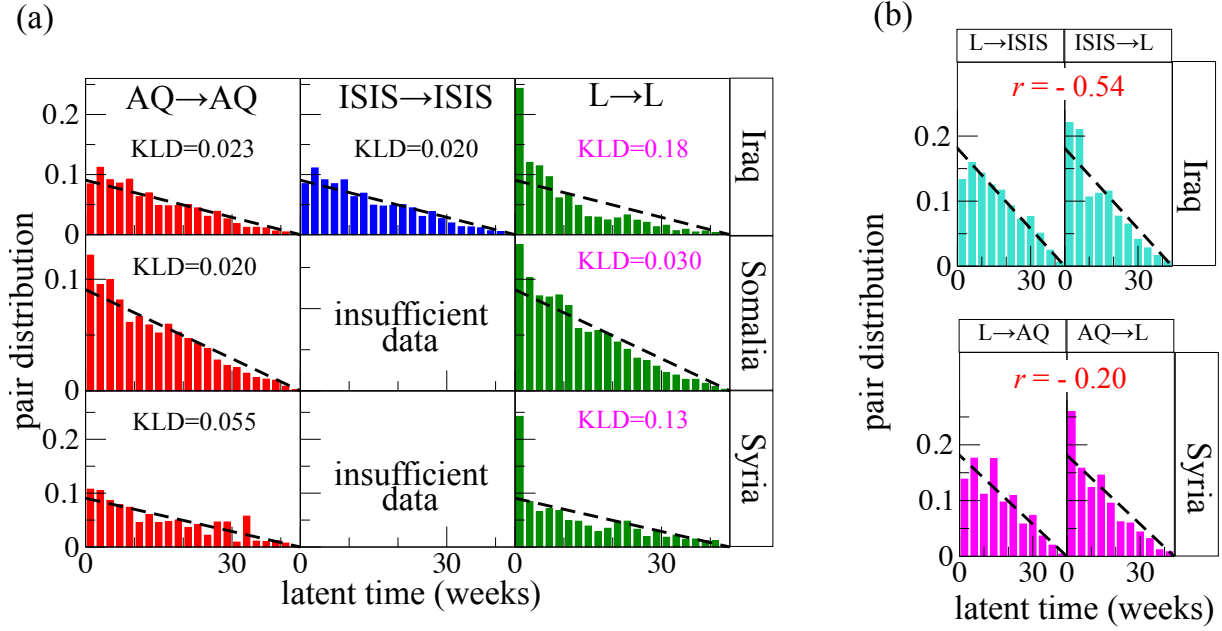 (a)
AQ→AQ
ISIS→ISIS
L→L
Iraq
KLD=0.023
KLD=0.020
KLD=0.18
0.2
0.1
0
KLD=0.020
insufficient
data
KLD=0.030
Somalia
0.1
0
KLD=0.055
insufficient
data
KLD=0.13
Syria
0.2
0.1
0
0
30
0
30
0
30
pair distribution
latent time (weeks)
(b)
L→ISIS
ISIS→L
r = - 0.54
Iraq
0.2
0.1
0
0
30
0
30
L→AQ
AQ→L
r = - 0.20
Syria
0.2
0.1
0
0
30
0
30
pair distribution
latent time (weeks)